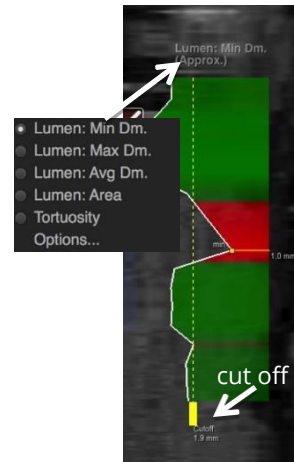 Lumen: Min Dm.
(Approx.)
Lumen: Min Dm.
Lumen: Max Dm.
Lumen: Avg Dm.
Lumen: Area
Tortuosity
Options...
min
1.0 mm
cut off
Cutoff
1.9 mm